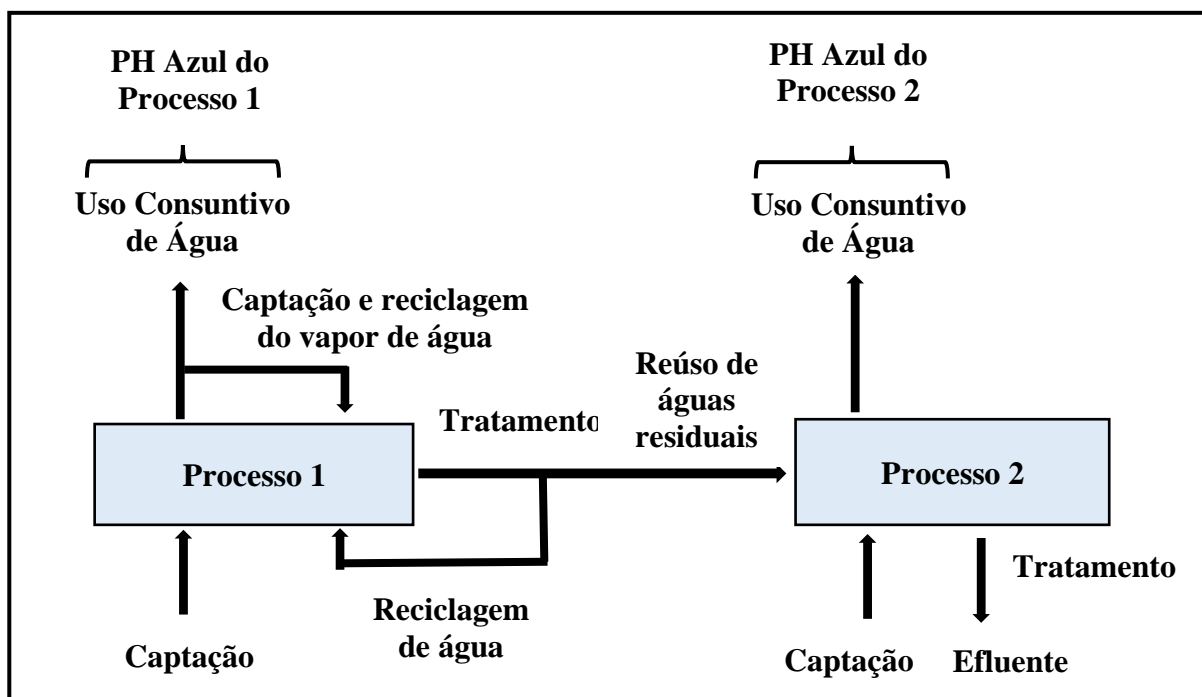 PH Azul do
Processo 1
PH Azul do
Processo 2
Uso Consuntivo
de Água
Uso Consuntivo
de Água
Captação e reciclagem
do vapor de água
Reúso de
águas
residuais
Tratamento
Processo 1
Processo 2
Tratamento
Reciclagem
de água
Captação
Captação
Efluente